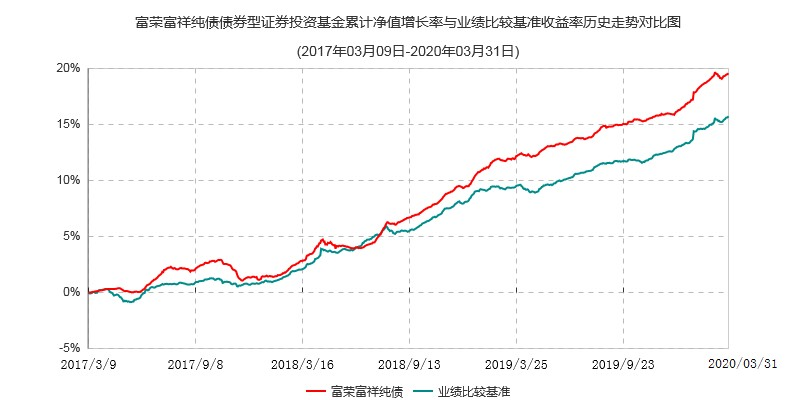 富荣富祥纯债债券型证券投资基金累计净值增长率与业绩比较基准收益率历史走势对比图
(2017年03月09日-2020年03月31日)
20%
15%
10%
5%
0%
-5%
2017/3/9 2017/9/8 2018/3/16 2018/9/13 2019/3/25 2019/9/23 2020/03/31
富荣富祥纯债 业绩比较基准